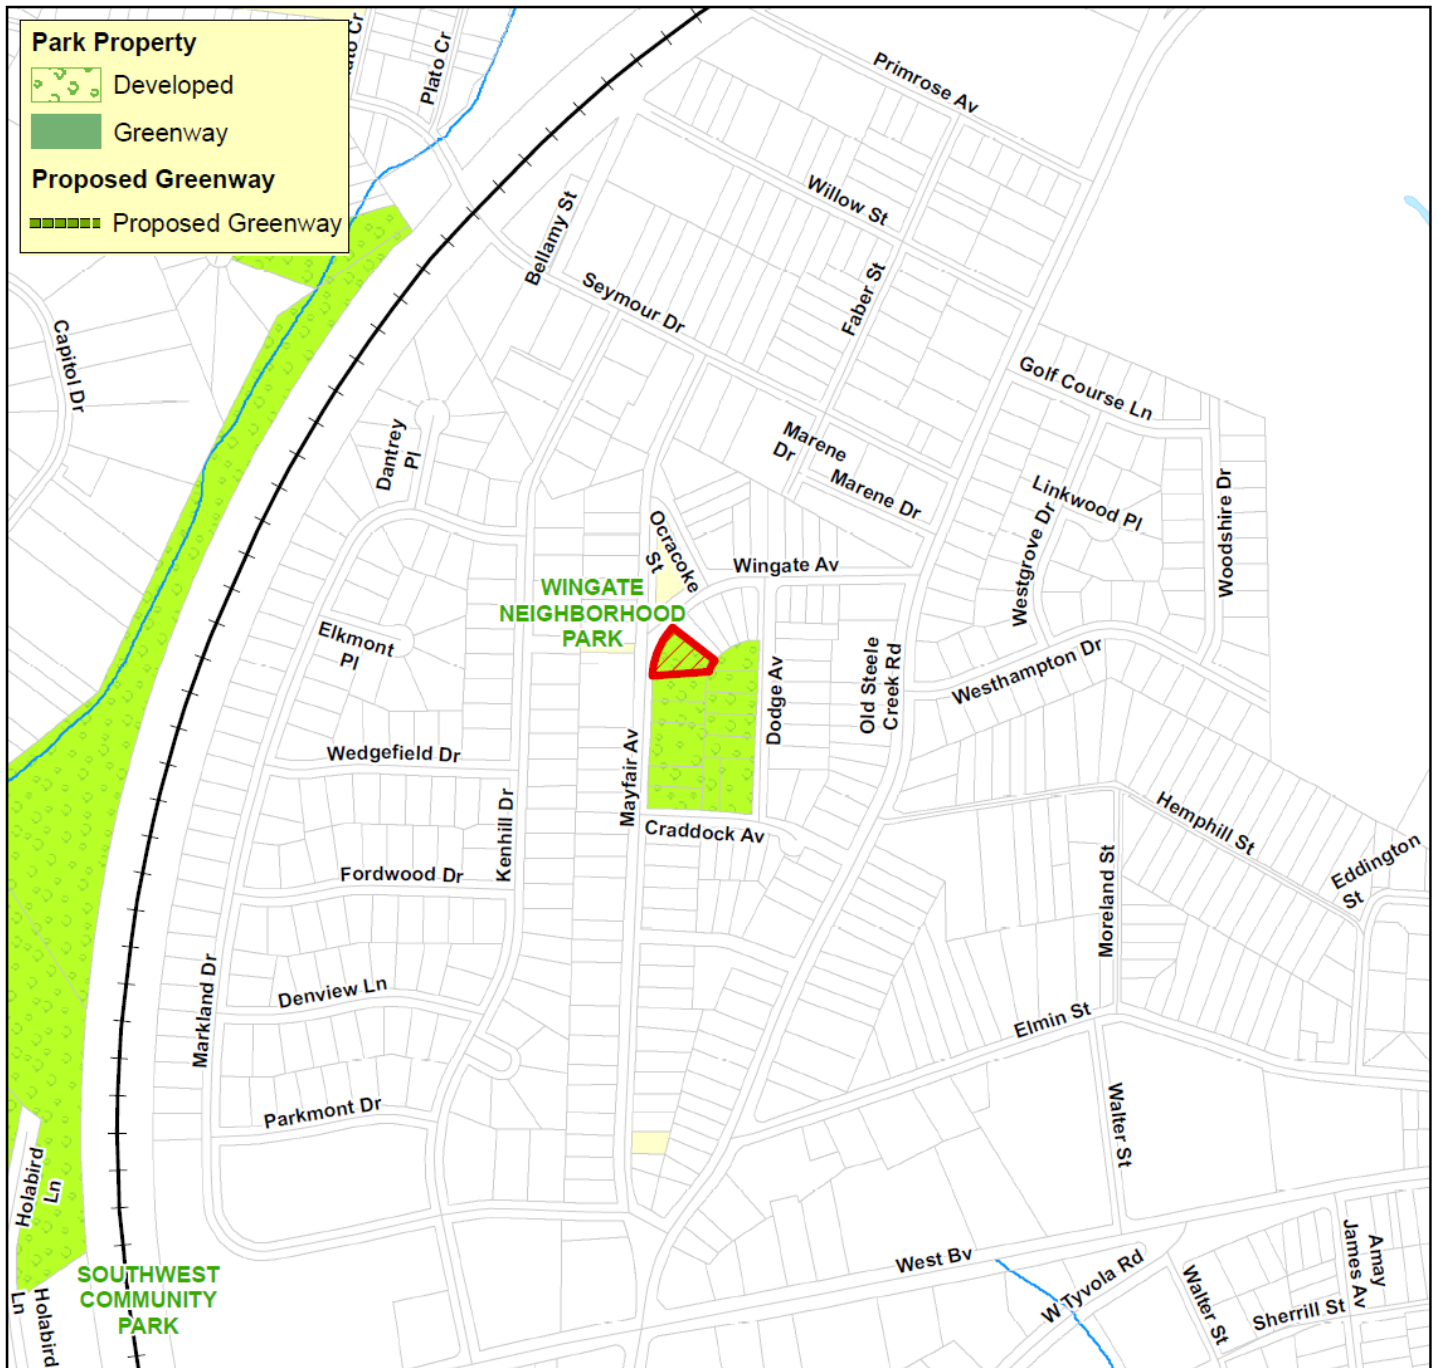 Park Property
Developed
Greenway
Proposed Greenway
Proposed Greenway
Plato Cr
Primrose Av
Willow St
Bellamy St
Seymour Dr
Faber St
Capitol Dr
Golf Course Ln
Dantrey
Pl
Marene
Dr
Marene Dr
Linkwood Pl
Woodshire Dr
Westgrove Dr
Ocracoke
St
Wingate Av
WINGATE
NEIGHBORHOOD
PARK
Elkmont
Pl
Old Steele
Creek Rd
Westhampton Dr
Dodge Av
Wedgefield Dr
Mayfair Av
Kenhill Dr
Craddock Av
Hemphill St
Eddington
St
Fordwood Dr
Moreland St
Markland Dr
Denview Ln
Elmin St
Parkmont Dr
Walter St
Holabird
Ln
West Bv
W Tyvola Rd
Walter St
Amay
James Av
Sherrill St
SOUTHWEST
COMMUNITY
PARK
Holabird
Ln